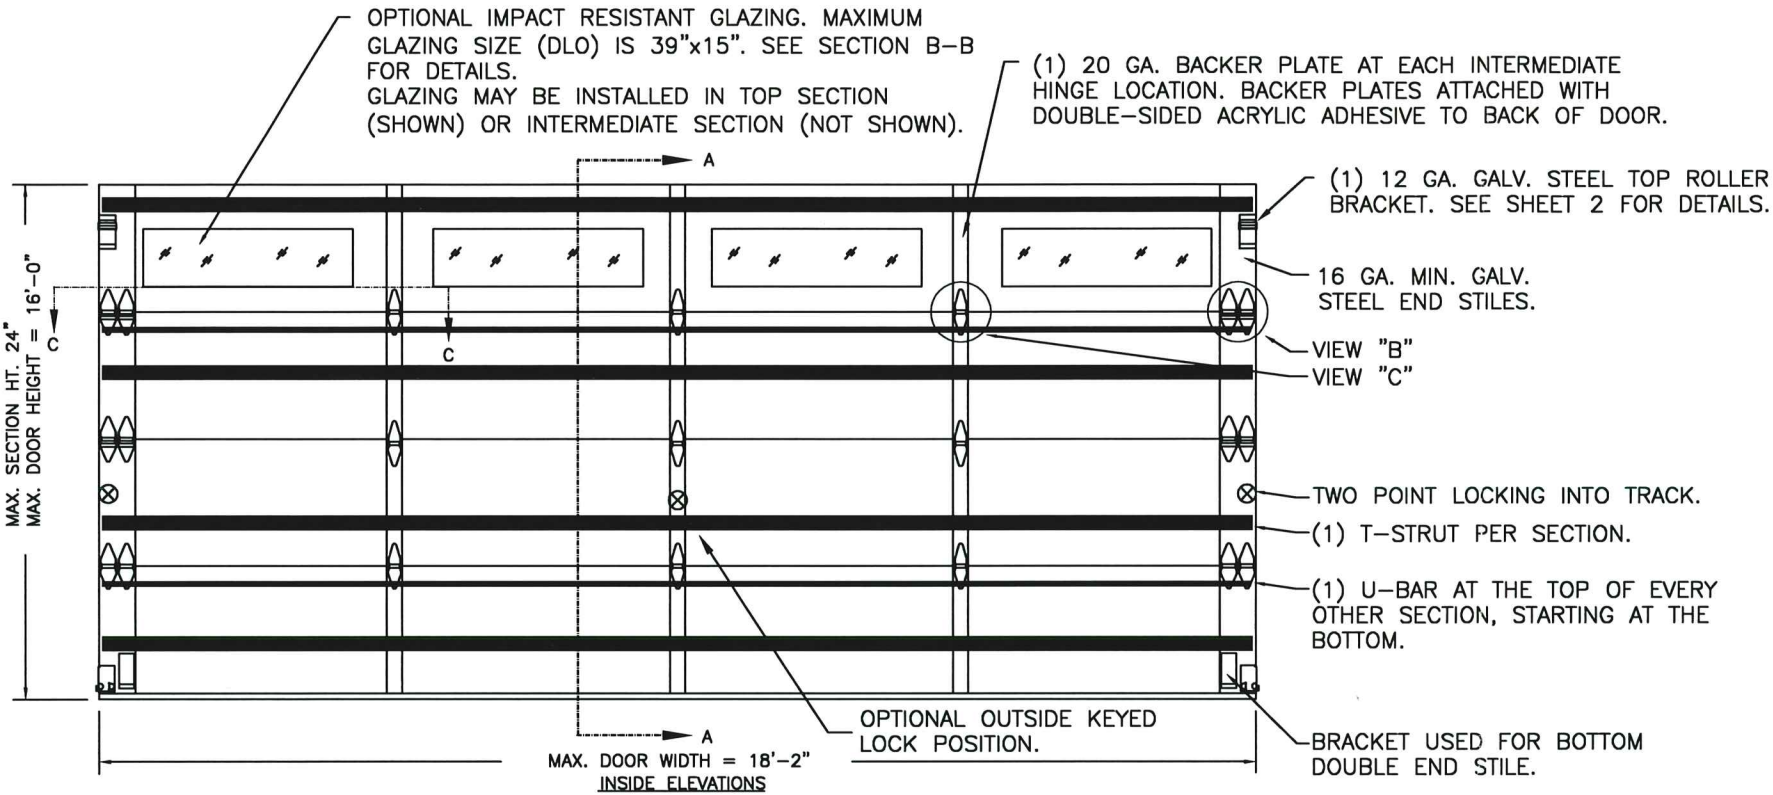 OPTIONAL IMPACT RESISTANT GLAZING. MAXIMUM
GLAZING SIZE (DLO) IS 39"x15". SEE SECTION B-B
FOR DETAILS.
GLAZING MAY BE INSTALLED IN TOP SECTION
(SHOWN) OR INTERMEDIATE SECTION (NOT SHOWN).
(1) 20 GA. BACKER PLATE AT EACH INTERMEDIATE
HINGE LOCATION. BACKER PLATES ATTACHED WITH
DOUBLE-SIDED ACRYLIC ADHESIVE TO BACK OF DOOR.
A
(1) 12 GA. GALV. STEEL TOP ROLLER
BRACKET. SEE SHEET 2 FOR DETAILS.
16 GA. MIN. GALV.
STEEL END STILES.
MAX. SECTION HT. 24"
MAX. DOOR HEIGHT = 16'-0"
C
C
VIEW "B"
VIEW "C"
TWO POINT LOCKING INTO TRACK.
(1) T-STRUT PER SECTION.
(1) U-BAR AT THE TOP OF EVERY
OTHER SECTION, STARTING AT THE
BOTTOM.
OPTIONAL OUTSIDE KEYED
LOCK POSITION.
A
BRACKET USED FOR BOTTOM
DOUBLE END STILE.
MAX. DOOR WIDTH = 18'-2"
INSIDE ELEVATIONS